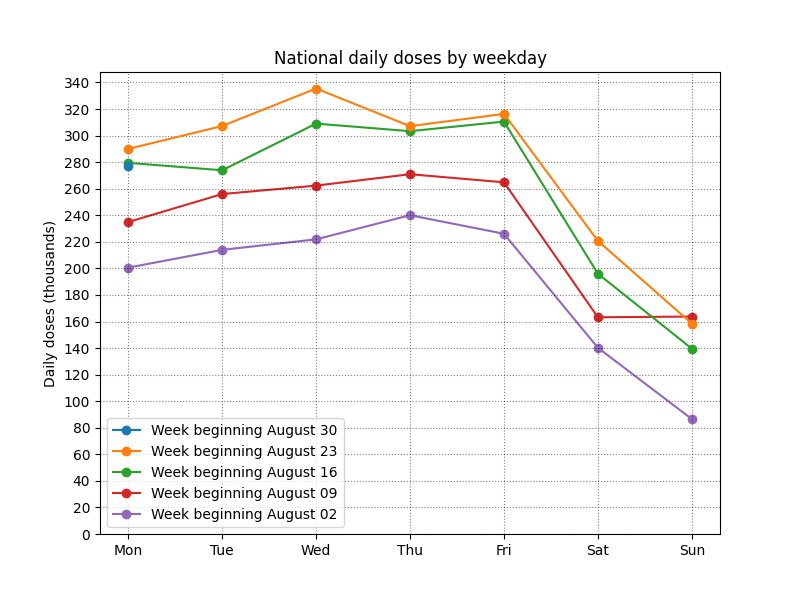 National daily doses by weekday
Daily doses (thousands)
340
320
300
280
260
240
220
200
180
160
140
120
100
80
60
40
20
0
Week beginning August 30
Week beginning August 23
Week beginning August 16
Week beginning August 09
Week beginning August 02
Mon Tue Wed Thu Fri Sat Sun